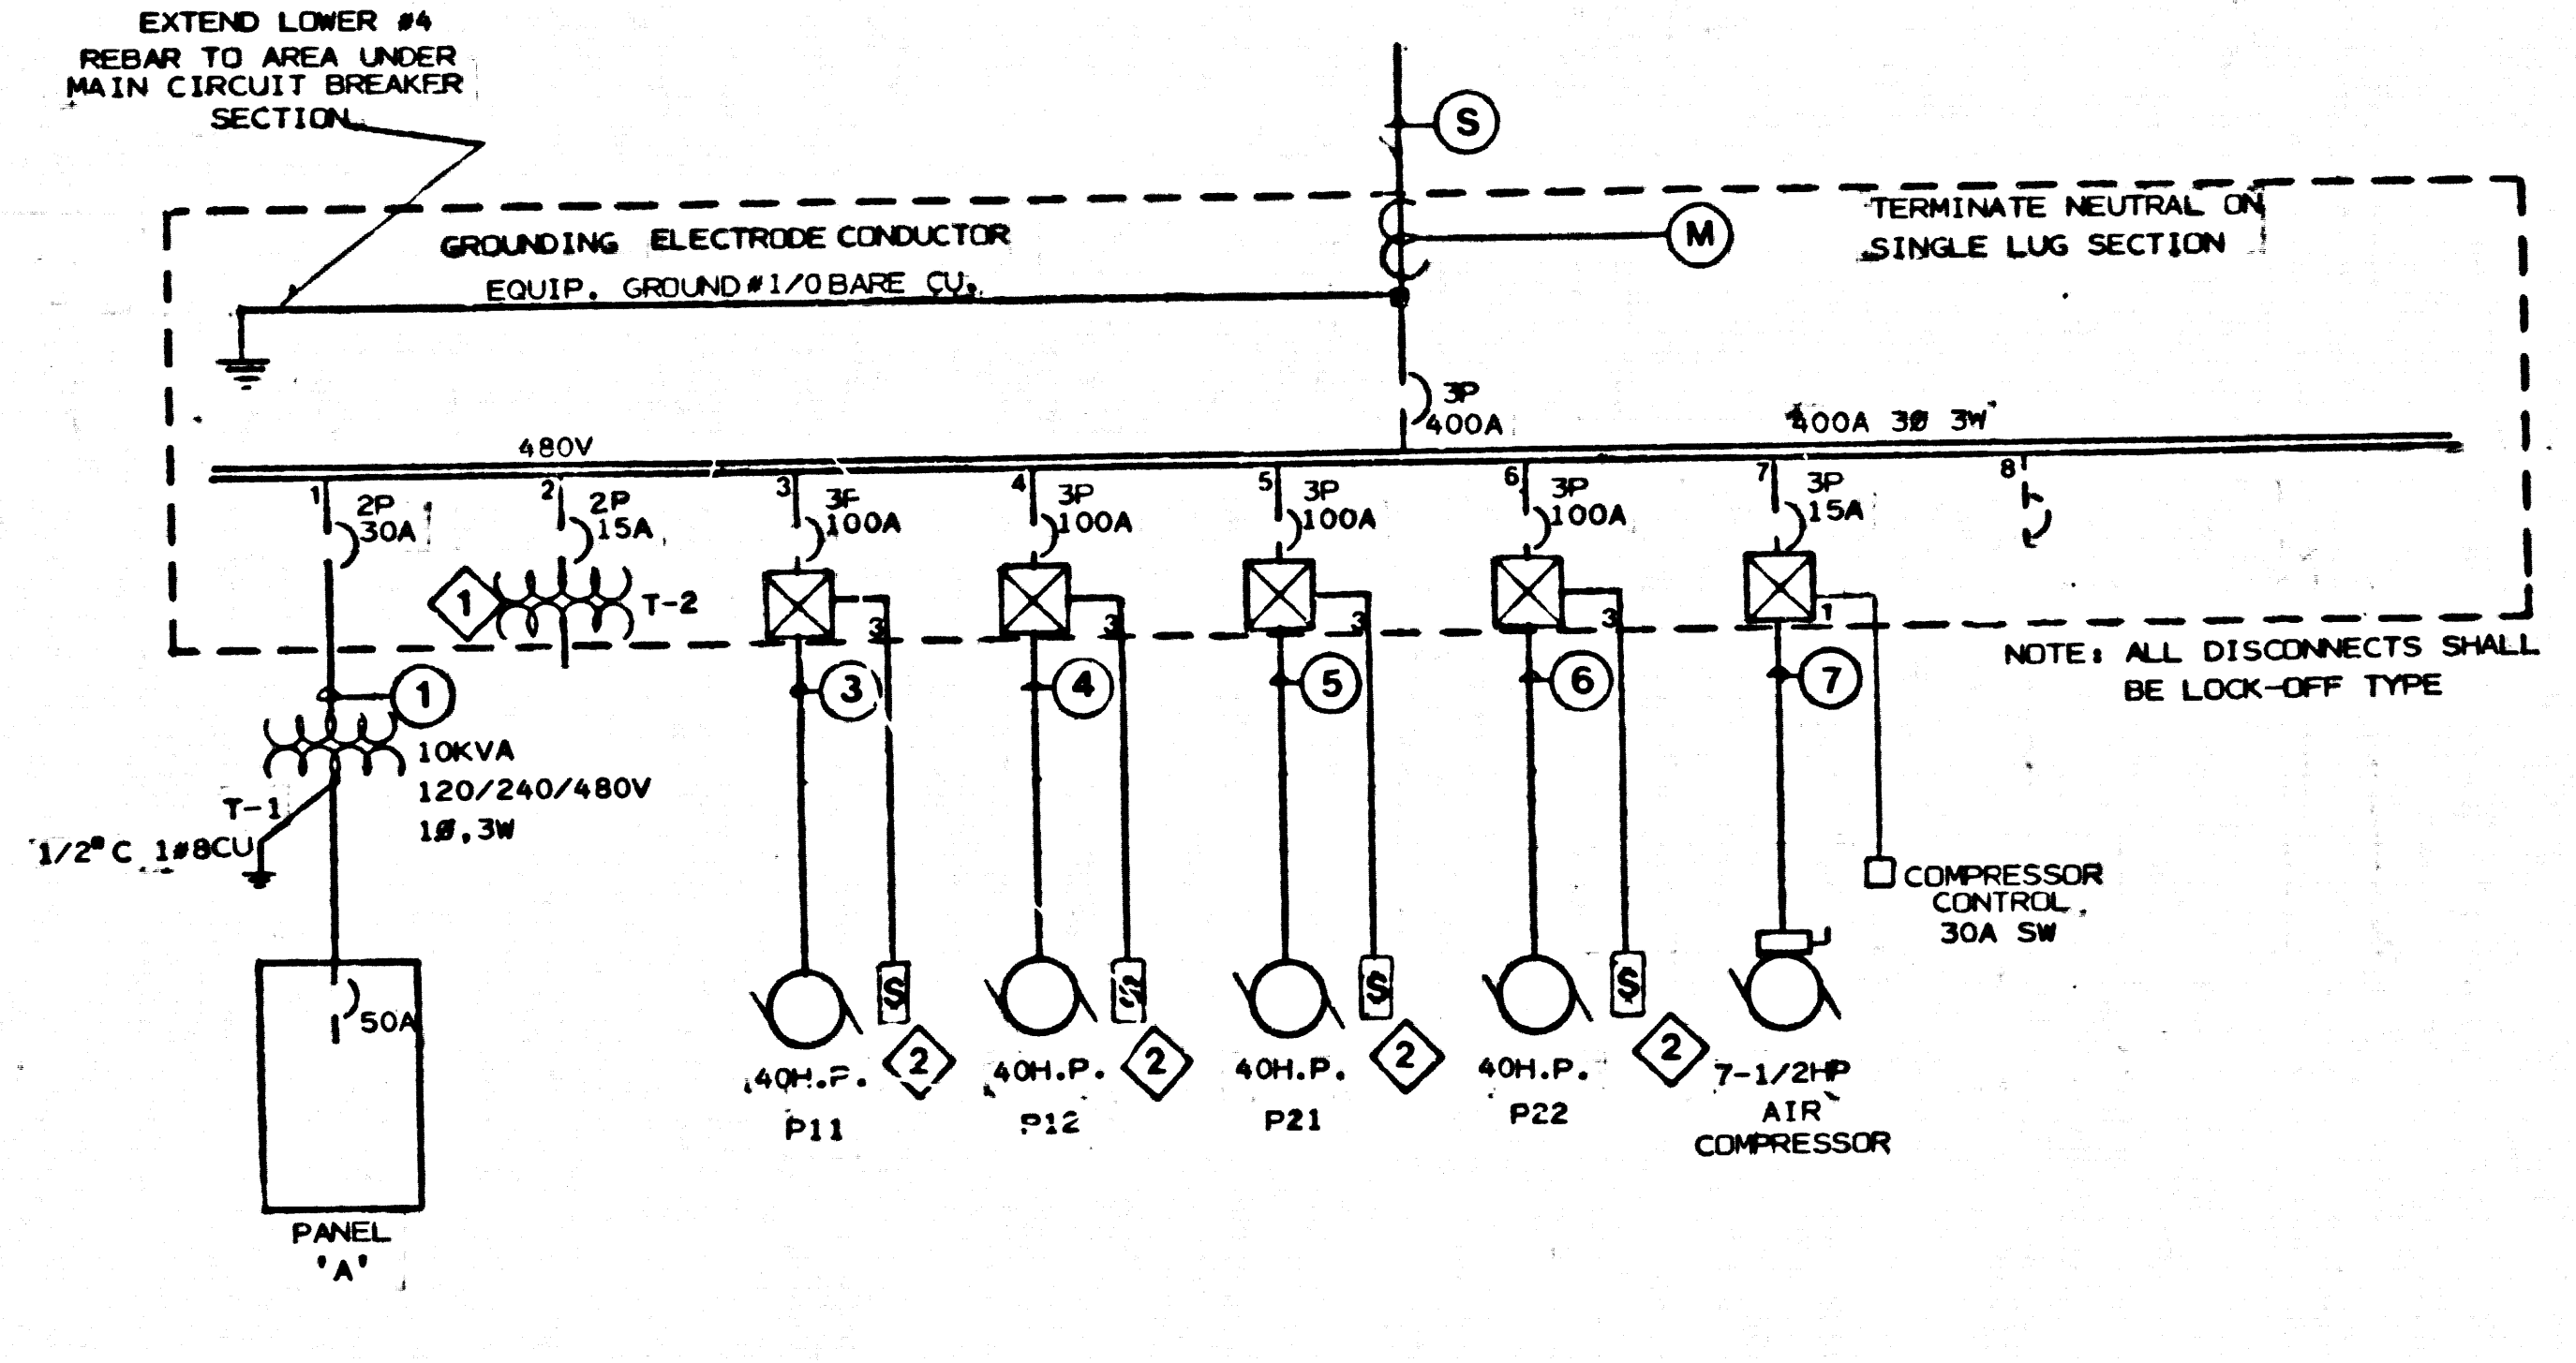 EXTEND LOWER #4
REBAR TO AREA UNDER
MAIN CIRCUIT BREAKER
SECTION
S
GROUNDING ELECTRODE CONDUCTOR
EQUIP. GROUND #1/0 BARE CU.
M
TERMINATE NEUTRAL ON
SINGLE LUG SECTION
3P
400A
400A 3Ø 3W
480V
1
2P
30A
2
2P
15A
3
3P
100A
4
3P
100A
5
3P
100A
6
3P
100A
7
3P
15A
8
1
T-2
3
3
3
3
1
NOTE: ALL DISCONNECTS SHALL
BE LOCK-OFF TYPE
1
3
4
5
6
7
10KVA
120/240/480V
1Ø,3W
T-1
1/2" C 1#8CU
COMPRESSOR
CONTROL
30A SW
50A
S
S
S
S
2
2
2
2
40H.P.
P11
40H.P.
P12
40H.P.
P21
40H.P.
P22
7-1/2HP
AIR
COMPRESSOR
PANEL
'A'